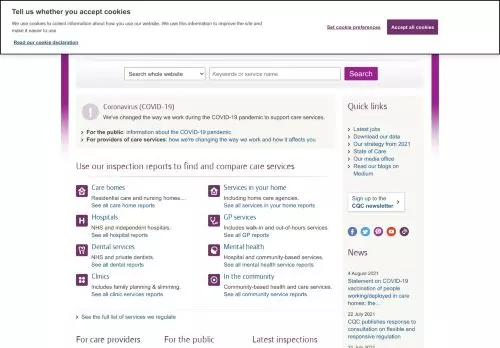 Tell us whether you accept cookies
We use cookies to collect information about how you use our website. We use this information to improve the site and
make it easier to use
Read our cookie declaration
Set cookie preferences
Accept all cookies
Search whole website
Keywords or service name
Search
Coronavirus (COVID-19)
We've changed the way we work during the COVID-19 pandemic to support care services.
For the public: information about the COVID-19 pandemic
For providers of care services: how we're changing the way we work and how it affects you
Use our inspection reports to find and compare care services
Care homes
Residential care and nursing homes....
See all care home reports
Services in your home
Including home care agencies.
See all services in your home reports
Hospitals
NHS and independent hospitals.
See all hospital reports
GP services
Includes walk-in and out-of-hours services
See all GP reports
Dental services
NHS and private dentists.
See all dental reports
Mental health
Hospital and community-based services.
See all mental health service reports
Clinics
Includes family planning & slimming.
See all clinic services reports
In the community
Community-based health and care services.
See all community service reports
See the full list of services we regulate
For care providers
For the public
Latest inspections
Quick links
Latest jobs
Download our data
Our strategy from 2021
State of Care
Our media office
Read our blogs on
Medium
Sign up to the
CQC newsletter
News
4 August 2021
Statement on COVID-19
vaccination of people
working/deployed in care
homes: the...
22 July 2021
CQC publishes response to
consultation on flexible and
responsive regulation